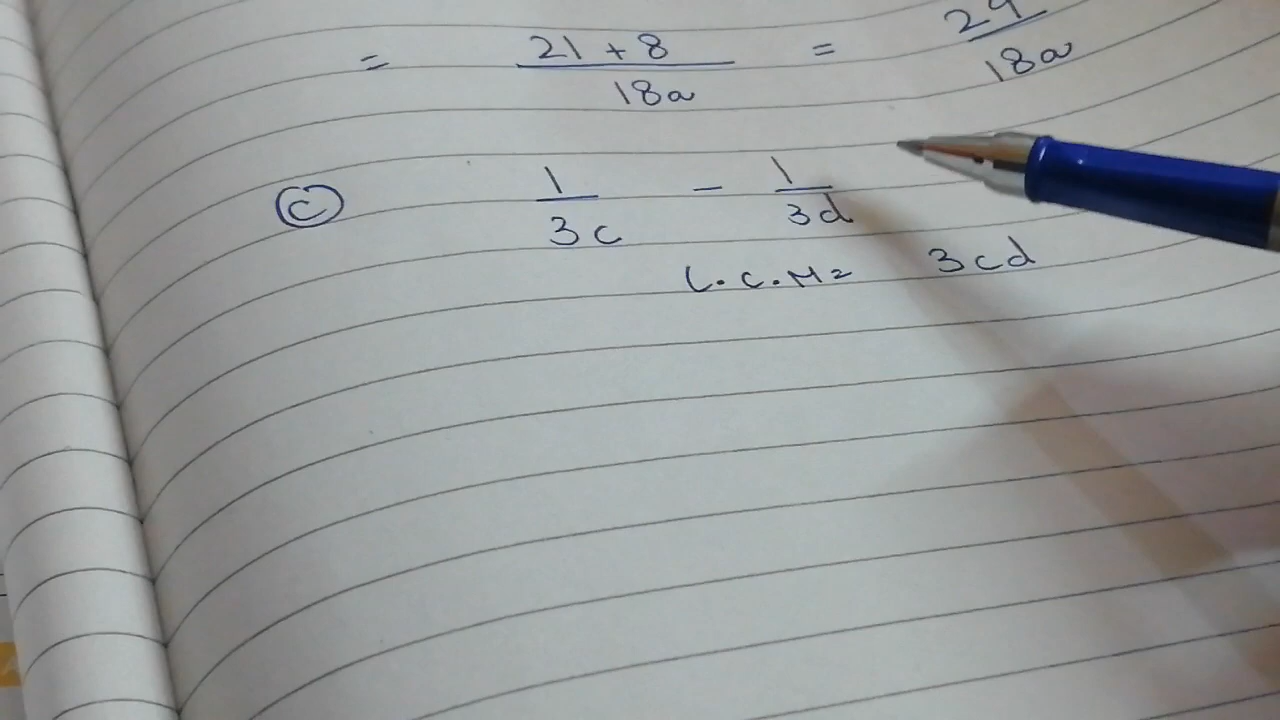 = 21 + 8 / 18a = 29 / 18a
(c) 1 / 3c - 1 / 3d
L.C.M = 3cd